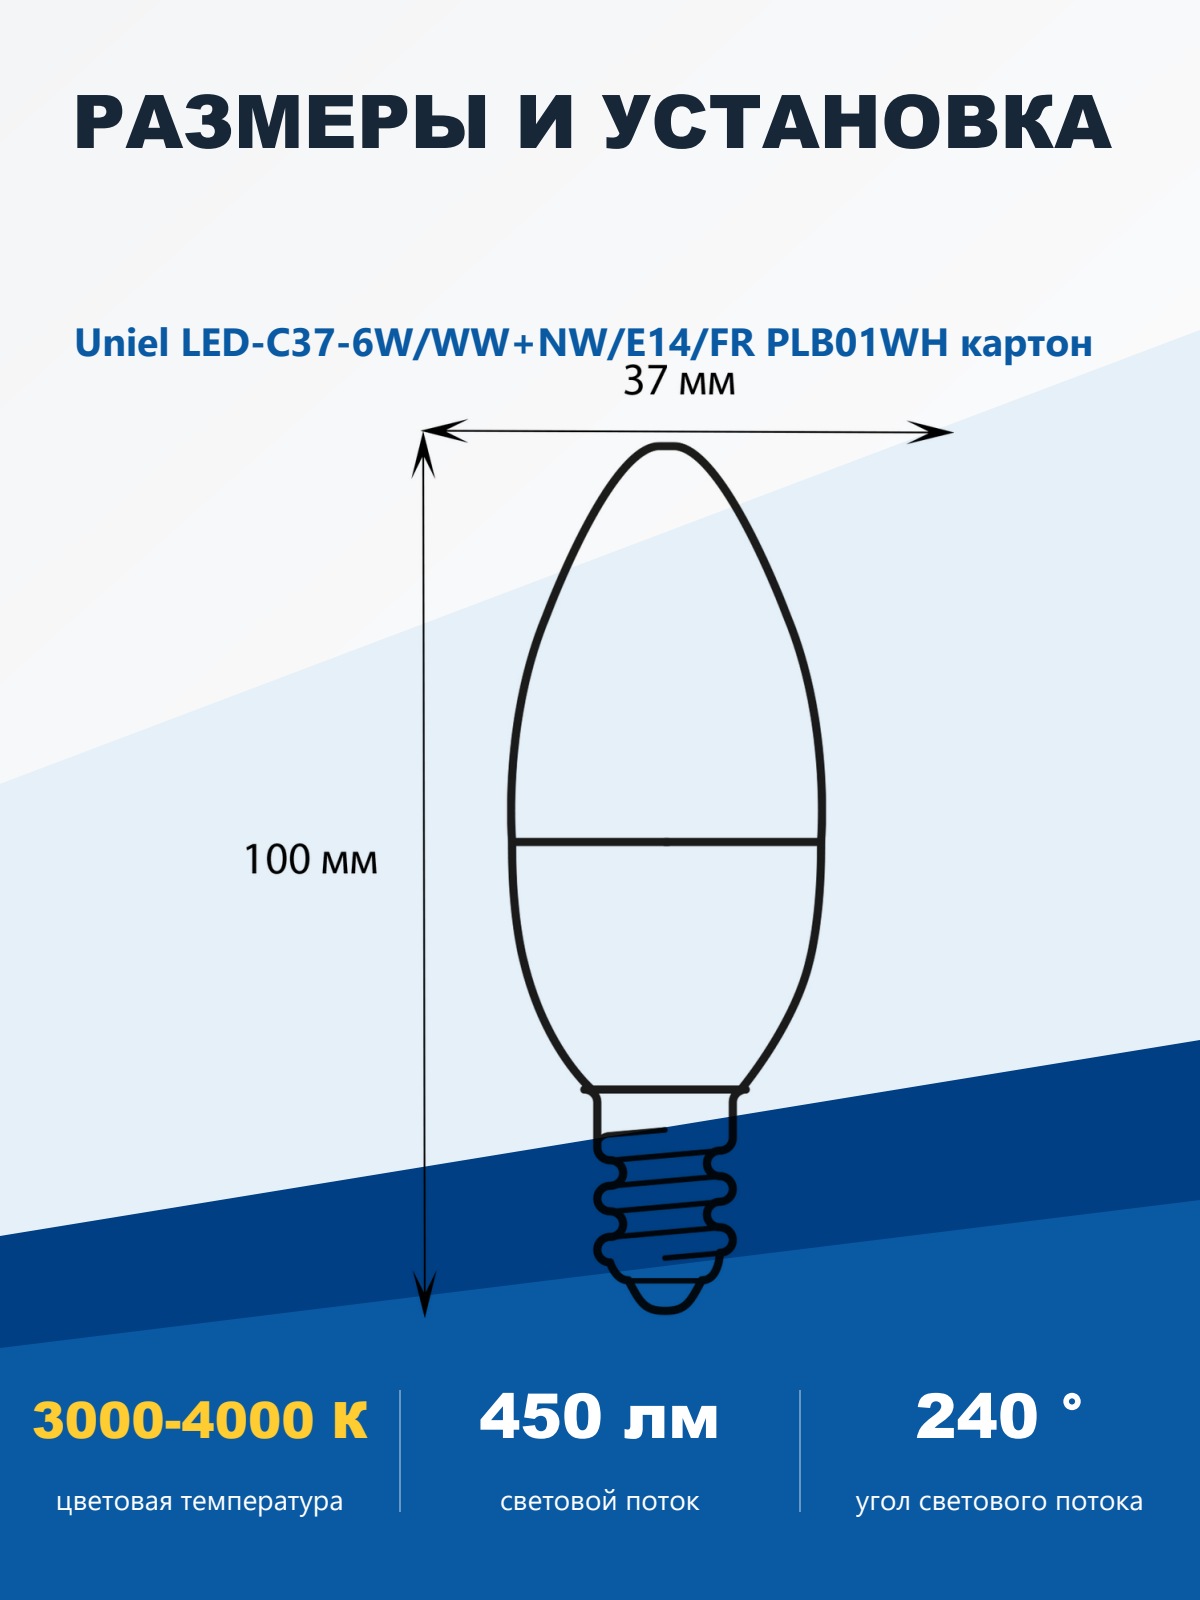 РАЗМЕРЫ И УСТАНОВКА
Uniel LED-C37-6W/WW+NW/E14/FR PLB01WH картон
37 мм
100 мм
3000-4000 К
цветовая температура
450 лм
световой поток
240 °
угол светового потока